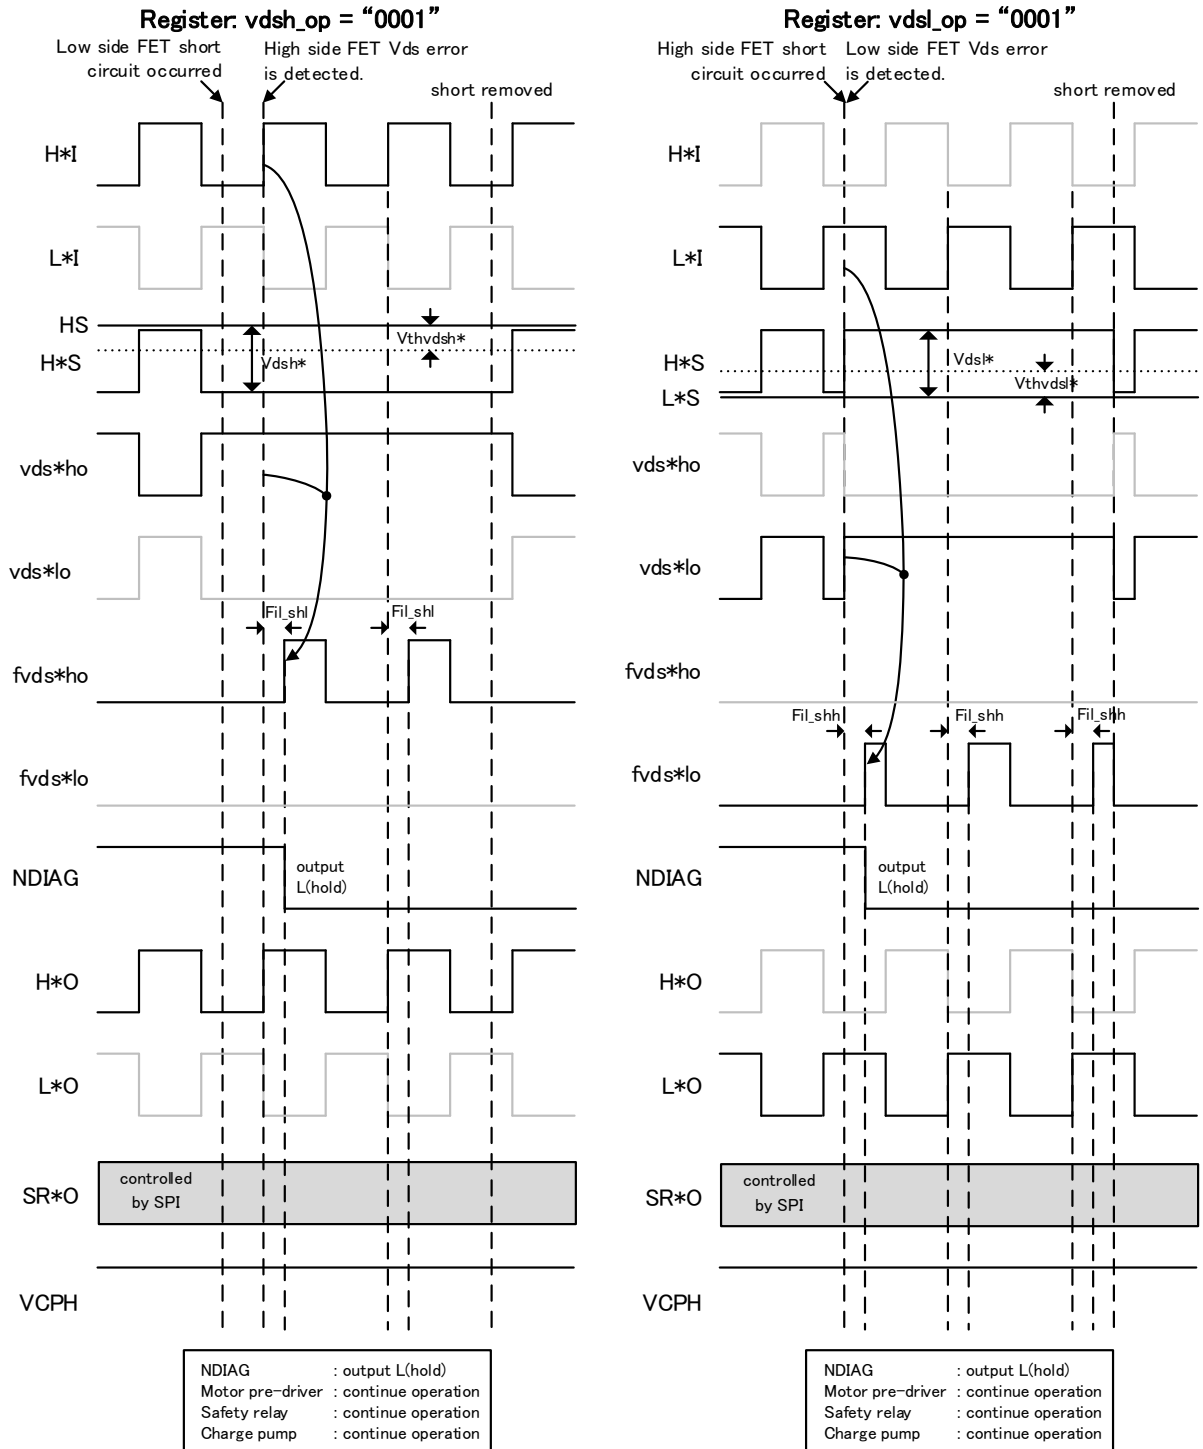 Register: vdsh_op = “0001”
Low side FET short
circuit occurred
High side FET Vds error
is detected.
short removed
H*I
L*I
HS
H*S
Vthvdsh*
Vdsh*
vds*ho
vds*lo
Fil_shl
Fil_shl
fvds*ho
fvds*lo
NDIAG
output
L(hold)
H*O
L*O
SR*O
controlled
by SPI
VCPH
NDIAG : output L(hold)
Motor pre-driver : continue operation
Safety relay : continue operation
Charge pump : continue operation
Register: vdsl_op = “0001”
High side FET short
circuit occurred
Low side FET Vds error
is detected.
short removed
H*I
L*I
H*S
L*S
Vdsl*
Vthvdsl*
vds*ho
vds*lo
fvds*ho
Fil_shh
Fil_shh
Fil_shh
fvds*lo
NDIAG
output
L(hold)
H*O
L*O
SR*O
controlled
by SPI
VCPH
NDIAG : output L(hold)
Motor pre-driver : continue operation
Safety relay : continue operation
Charge pump : continue operation